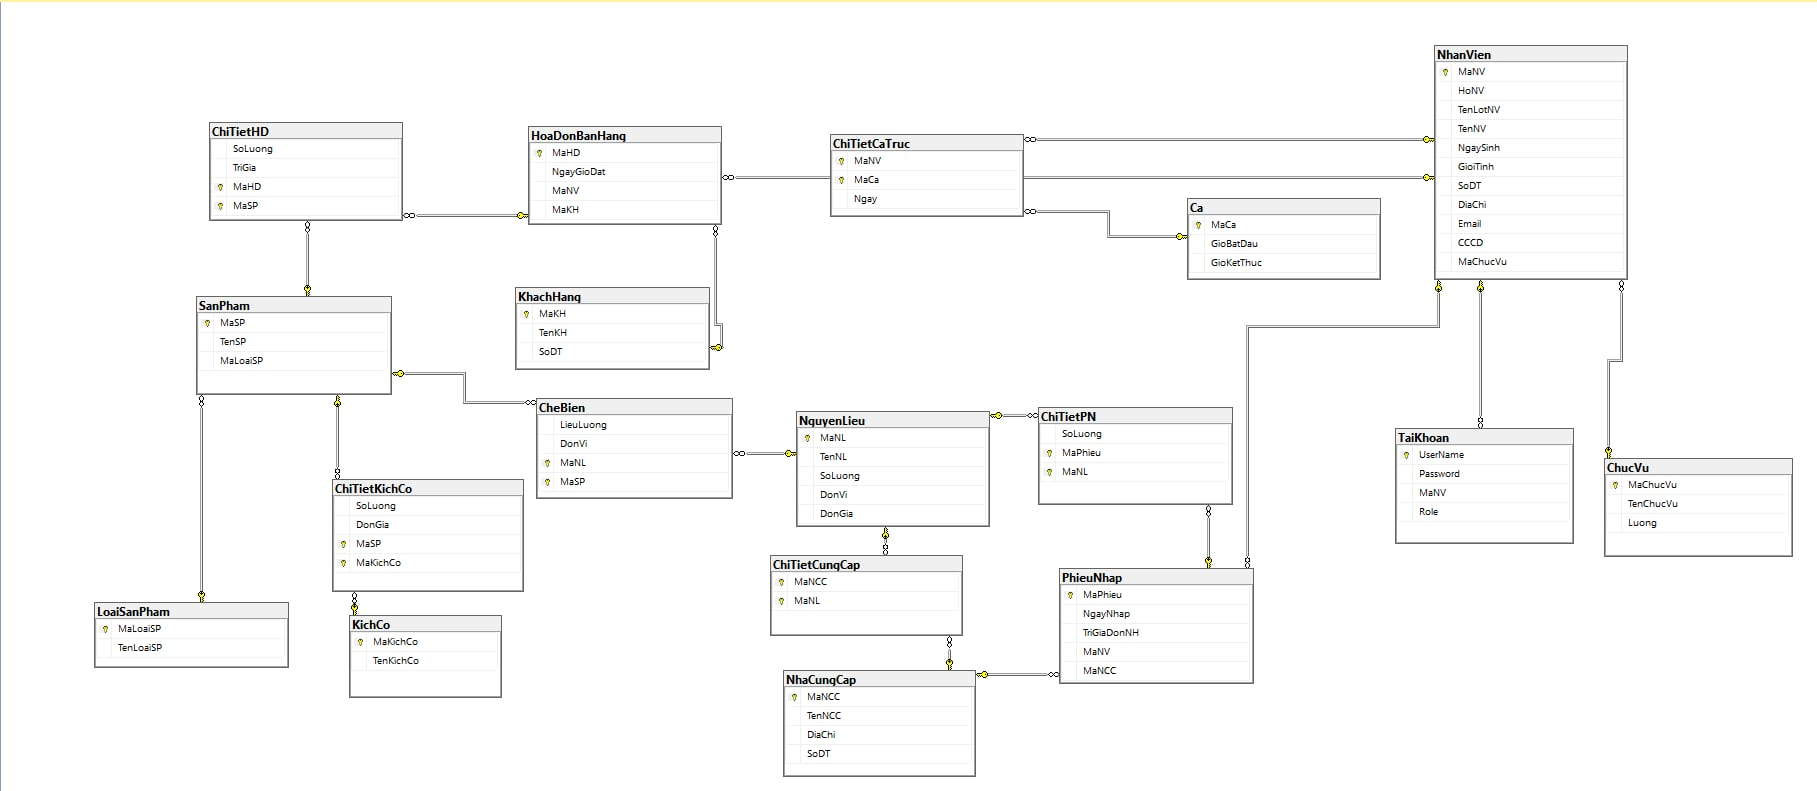 NhanVien
MaNV
HoNV
TenLotNV
TenNV
NgaySinh
GioiTinh
SoDT
DiaChi
Email
CCCD
MaChucVu
ChiTietHD
SoLuong
TriGia
MaHD
MaSP
HoaDonBanHang
MaHD
NgayGioDat
MaNV
MaKH
ChiTietCaTruc
MaNV
MaCa
Ngay
Ca
MaCa
GioBatDau
GioKetThuc
KhachHang
MaKH
TenKH
SoDT
SanPham
MaSP
TenSP
MaLoaiSP
CheBien
LieuLuong
DonVi
MaNL
MaSP
NguyenLieu
MaNL
TenNL
SoLuong
DonVi
DonGia
ChiTietPN
SoLuong
MaPhieu
MaNL
TaiKhoan
UserName
Password
MaNV
Role
ChucVu
MaChucVu
TenChucVu
Luong
ChiTietKichCo
SoLuong
DonGia
MaSP
MaKichCo
ChiTietCungCap
MaNCC
MaNL
PhieuNhap
MaPhieu
NgayNhap
TriGiaDonNH
MaNV
MaNCC
LoaiSanPham
MaLoaiSP
TenLoaiSP
KichCo
MaKichCo
TenKichCo
NhaCungCap
MaNCC
TenNCC
DiaChi
SoDT